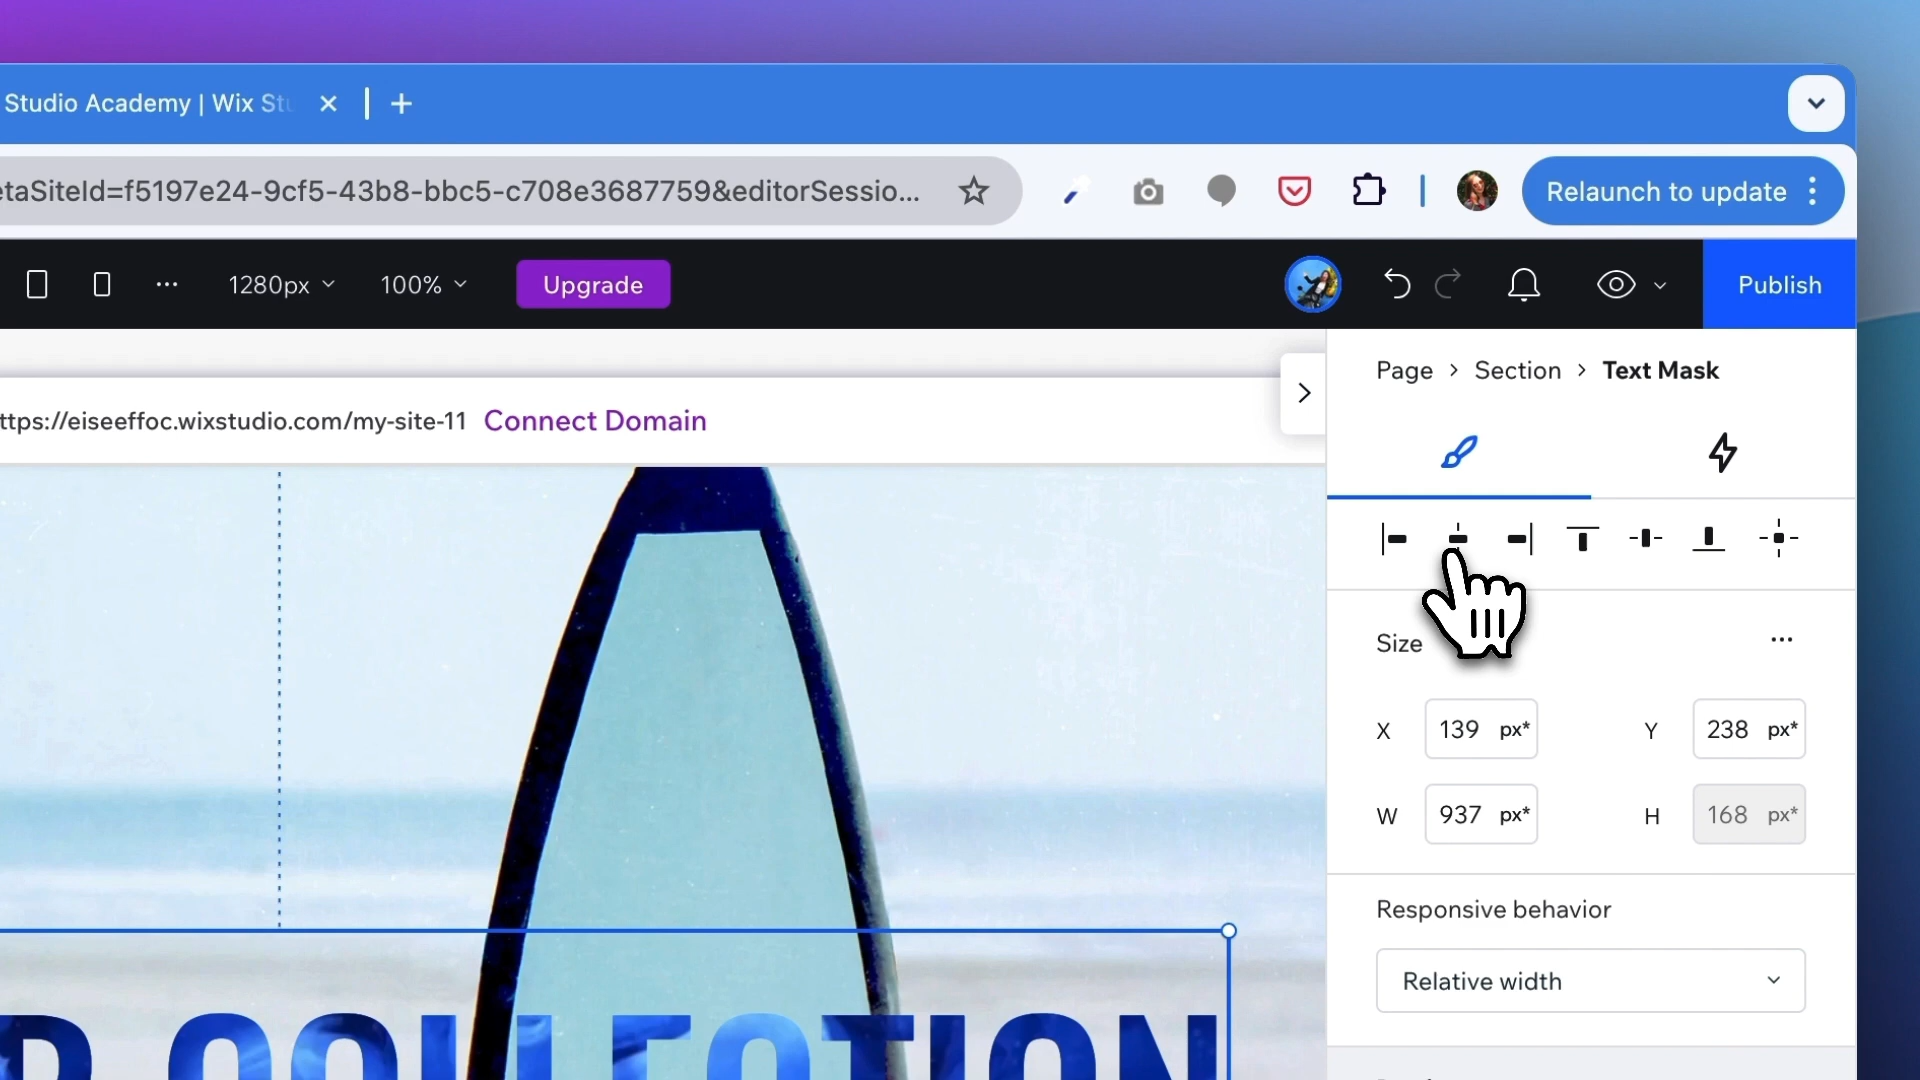 Studio Academy | Wix Stu
etaSiteId=f5197e24-9cf5-43b8-bbc5-c708e3687759&editorSessio...
Relaunch to update
1280px
100%
Upgrade
Publish
Page > Section > Text Mask
ttps://eiseeffoc.wixstudio.com/my-site-11 Connect Domain
Size
X 139 px* Y 238 px*
W 937 px* H 168 px*
Responsive behavior
Relative width
R COLLECTION